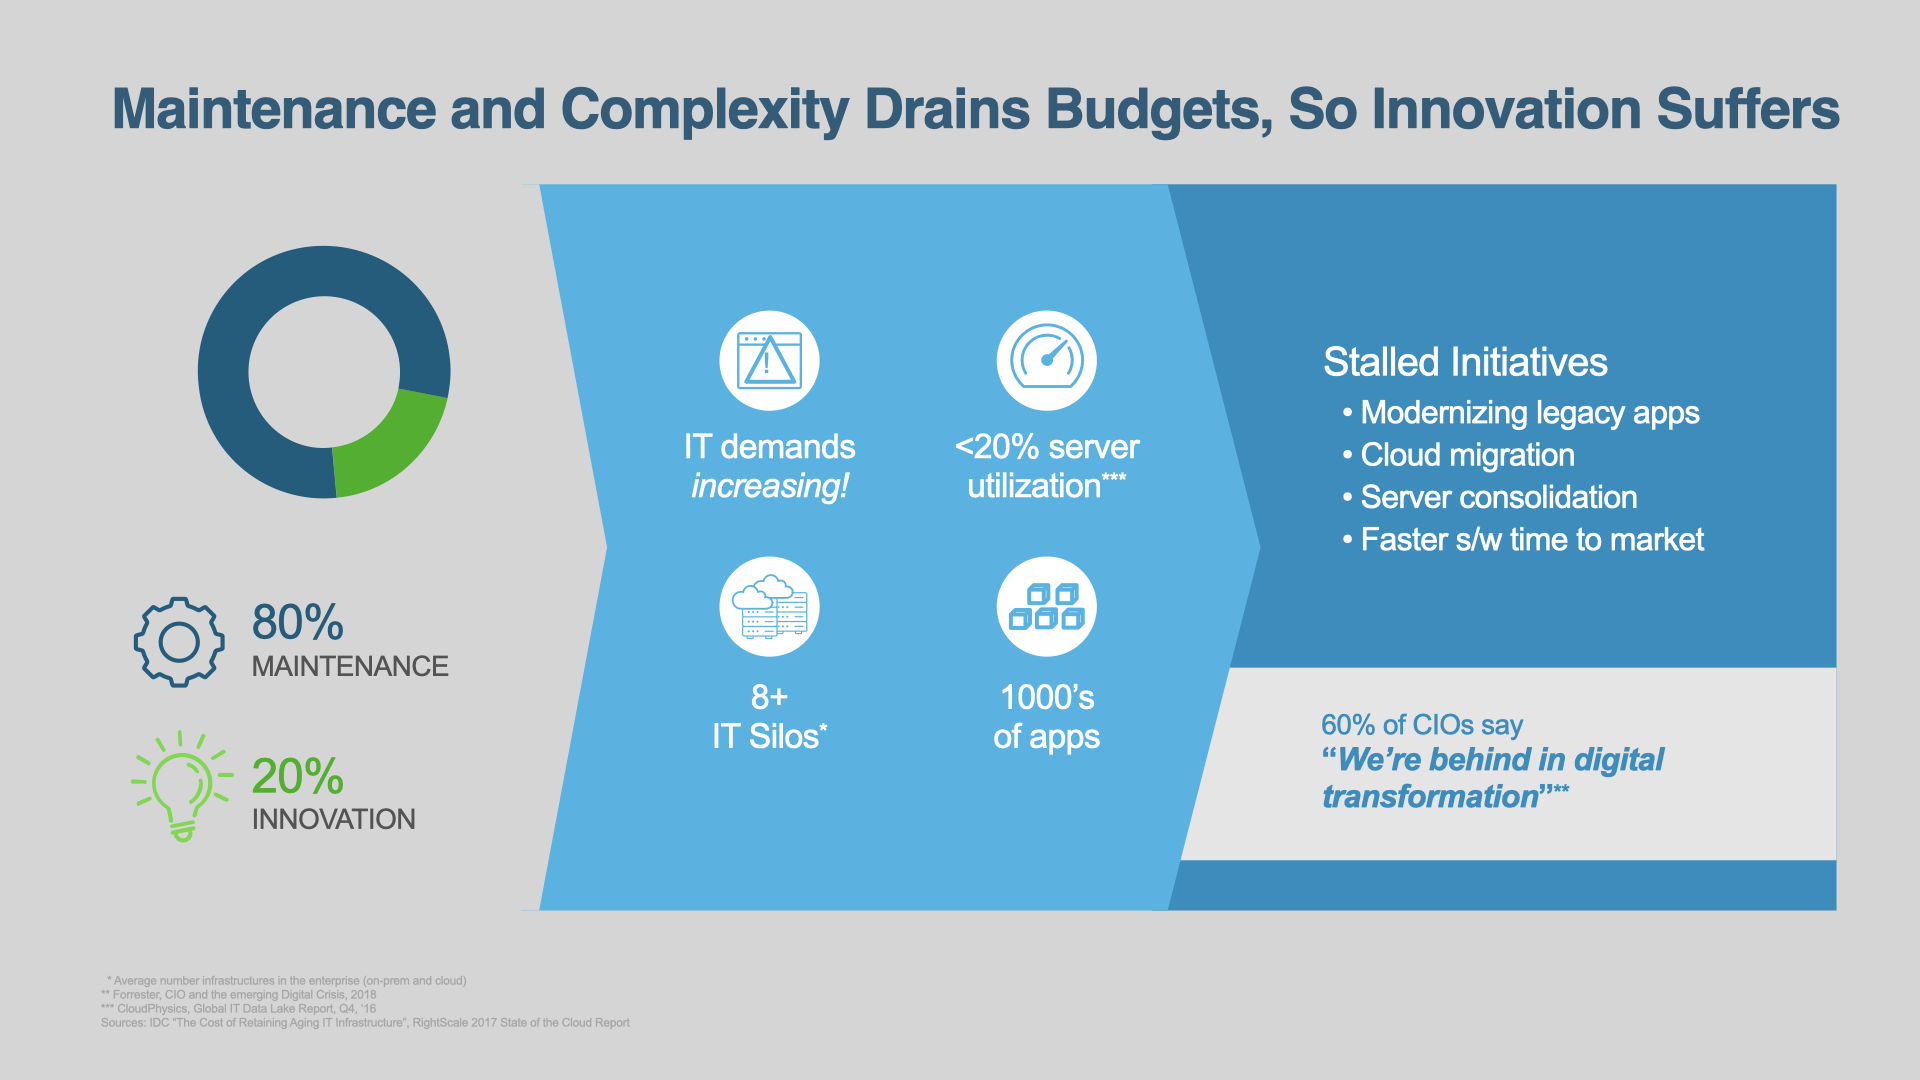 Maintenance and Complexity Drains Budgets, So Innovation Suffers
80%
MAINTENANCE
20%
INNOVATION
IT demands
increasing!
<20% server
utilization***
8+
IT Silos*
1000’s
of apps
Stalled Initiatives
• Modernizing legacy apps
• Cloud migration
• Server consolidation
• Faster s/w time to market
60% of CIOs say
“We’re behind in digital
transformation”**
* Average number infrastructures in the enterprise (on-prem and cloud)
** Forrester, CIO and the emerging Digital Crisis, 2018
*** CloudPhysics, Global IT Data Lake Report, Q4, ‘16
Sources: IDC “The Cost of Retaining Aging IT Infrastructure”, RightScale 2017 State of the Cloud Report